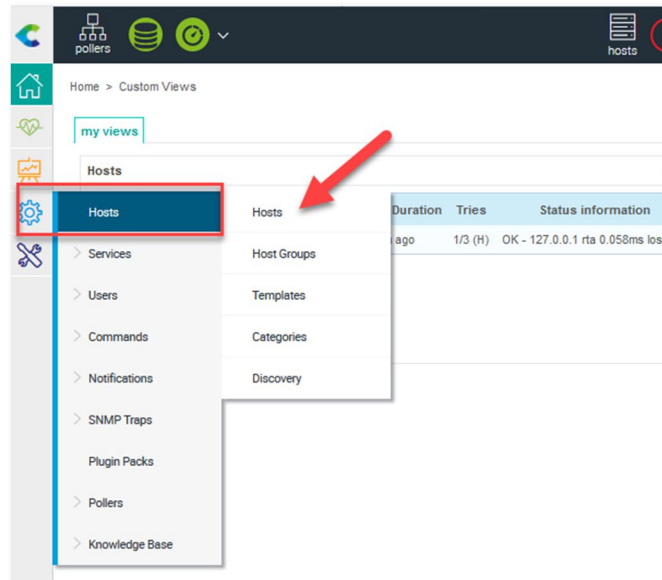 pollers
hosts
Home > Custom Views
my views
Hosts
Hosts
Hosts
Duration Tries Status information
Services
Host Groups
ago 1/3 (H) OK - 127.0.0.1 rta 0.058ms los
Users
Templates
Commands
Categories
Notifications
Discovery
SNMP Traps
Plugin Packs
Pollers
Knowledge Base